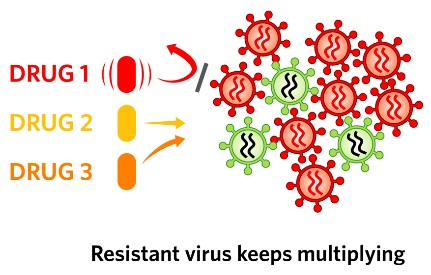 DRUG 1
DRUG 2
DRUG 3
Resistant virus keeps multiplying